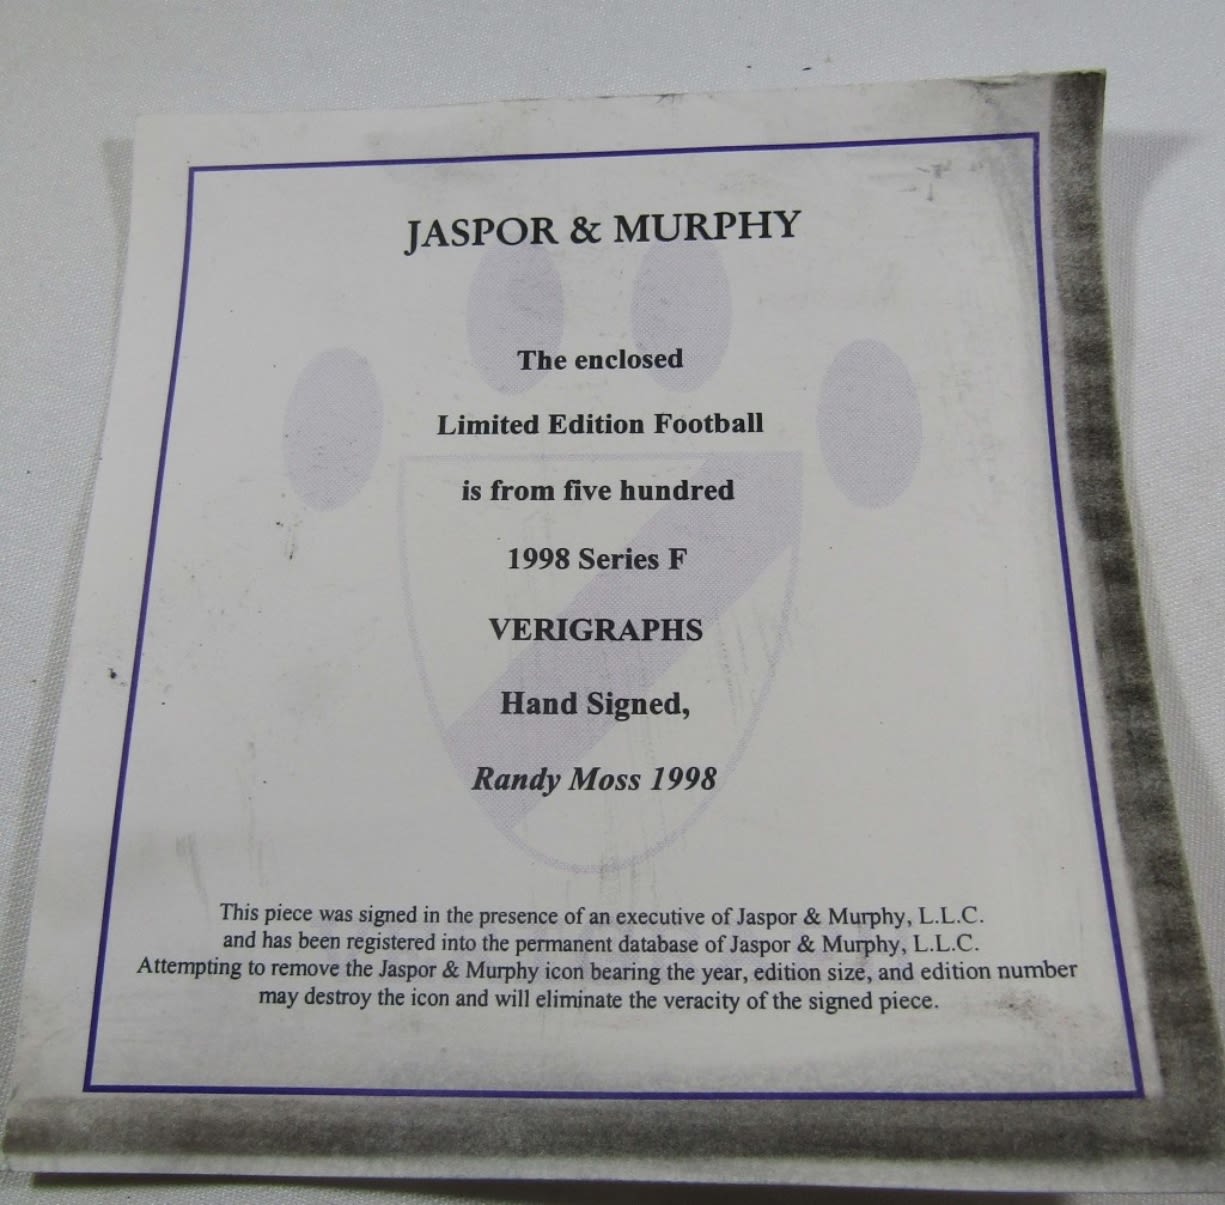 JASPOR & MURPHY
The enclosed
Limited Edition Football
is from five hundred
1998 Series F
VERIGRAPHS
Hand Signed,
Randy Moss 1998
This piece was signed in the presence of an executive of Jaspor & Murphy, L.L.C.
and has been registered into the permanent database of Jaspor & Murphy, L.L.C.
Attempting to remove the Jaspor & Murphy icon bearing the year, edition size, and edition number
may destroy the icon and will eliminate the veracity of the signed piece.